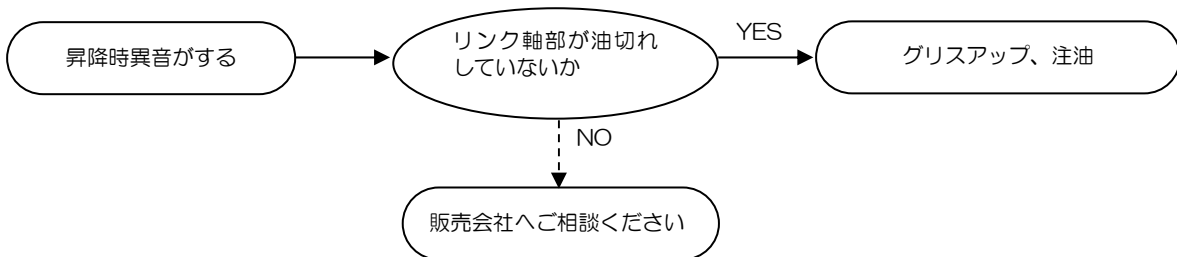 昇降時異音がする
リンク軸部が油切れ
していないか
YES
グリスアップ、注油
NO
販売会社へご相談ください